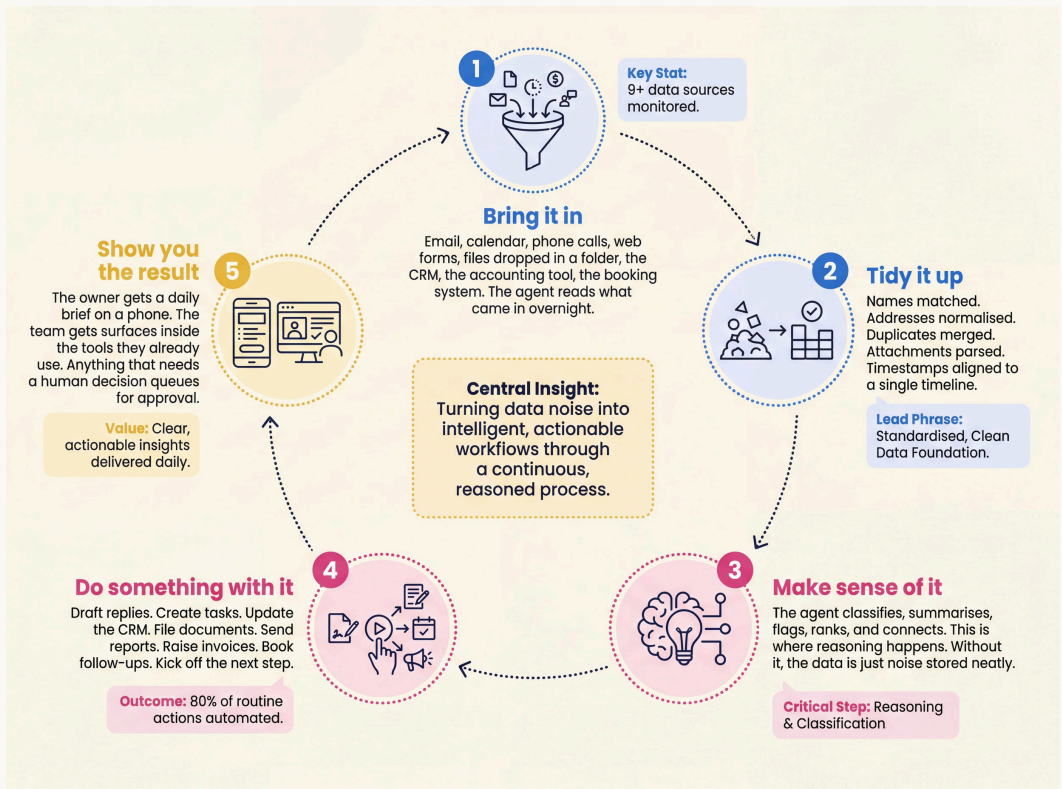 1
Key Stat:
9+ data sources
monitored.
Bring it in
Email, calendar, phone calls, web
forms, files dropped in a folder, the
CRM, the accounting tool, the booking
system. The agent reads what
came in overnight.
2
Tidy it up
Names matched.
Addresses normalised.
Duplicates merged.
Attachments parsed.
Timestamps aligned to
a single timeline.
Lead Phrase:
Standardised, Clean
Data Foundation.
3
Make sense of it
The agent classifies, summarises,
flags, ranks, and connects. This is
where reasoning happens. Without
it, the data is just noise stored neatly.
Critical Step: Reasoning
& Classification
4
Do something with it
Draft replies. Create tasks. Update
the CRM. File documents. Send
reports. Raise invoices. Book
follow-ups. Kick off the next step.
Outcome: 80% of routine
actions automated.
5
Show you
the result
The owner gets a daily
brief on a phone. The
team gets surfaces inside
the tools they already
use. Anything that needs
a human decision queues
for approval.
Value: Clear,
actionable insights
delivered daily.
Central Insight:
Turning data noise into
intelligent, actionable
workflows through
a continuous,
reasoned process.